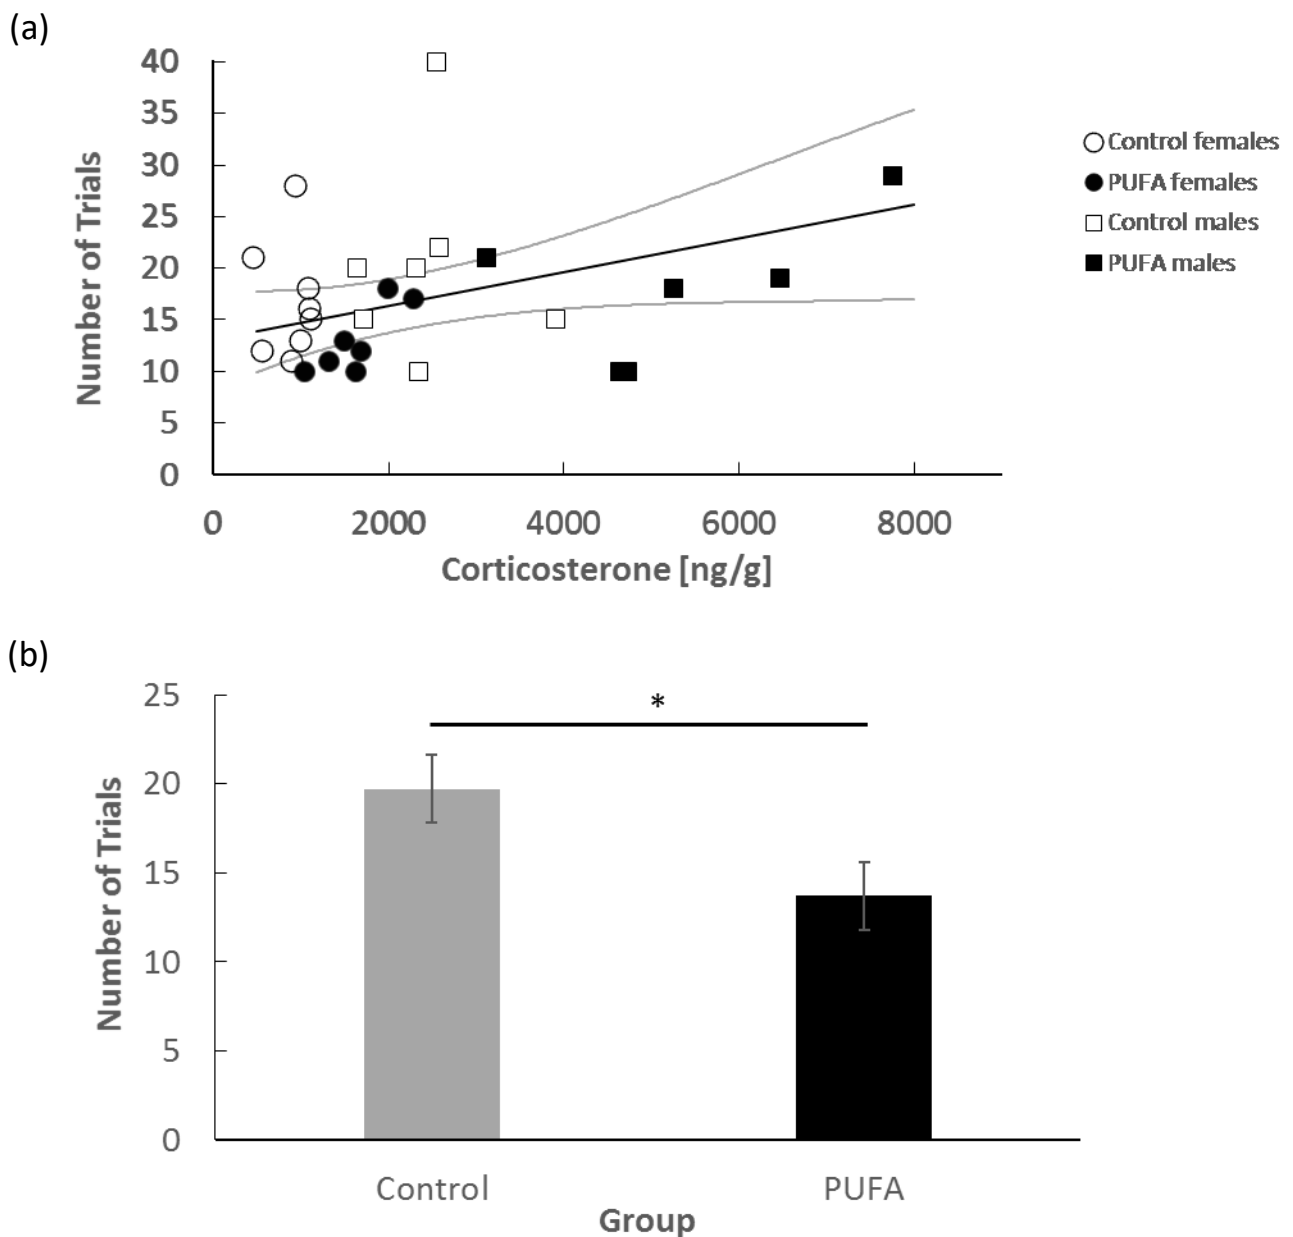 (a)
40
35
30
25
20
15
10
5
0
Number of Trials
0 2000 4000 6000 8000
Corticosterone [ng/g]
Control females
PUFA females
Control males
PUFA males
(b)
25
20
15
10
5
0
Number of Trials
*
Control PUFA
Group